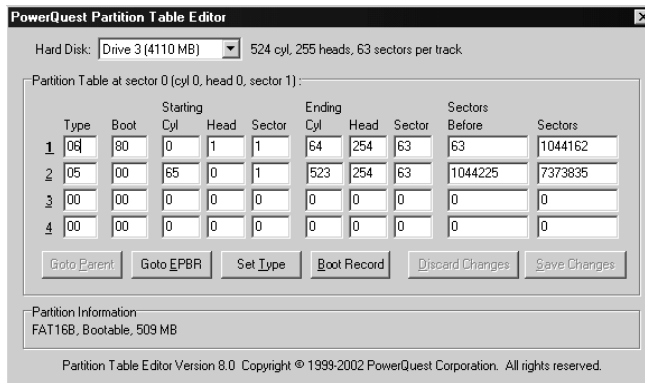 PowerQuest Partition Table Editor
Hard Disk: Drive 3 (4110 MB) 524 cyl, 255 heads, 63 sectors per track
Partition Table at sector 0 (cyl 0, head 0, sector 1) :
Starting Ending Sectors
Type Boot Cyl Head Sector Cyl Head Sector Before Sectors
1 06 80 0 1 1 64 254 63 63 1044162
2 05 00 65 0 1 523 254 63 1044225 7373835
3 00 00 0 0 0 0 0 0 0 0
4 00 00 0 0 0 0 0 0 0 0
Goto Parent Goto EPBR Set Type Boot Record Discard Changes Save Changes
Partition Information
FAT16B, Bootable, 509 MB
Partition Table Editor Version 8.0 Copyright © 1999-2002 PowerQuest Corporation. All rights reserved.